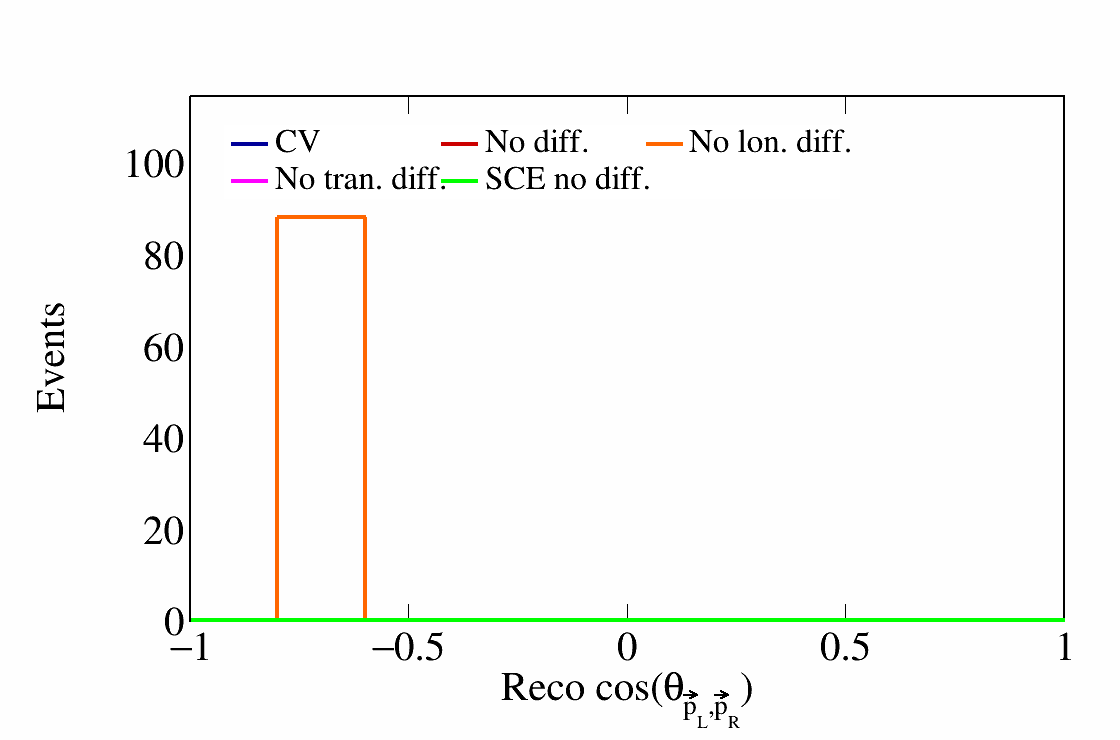 CV No diff. No lon. diff.
No tran. diff. SCE no diff.
100
80
60
40
20
0
Events
−1 −0.5 0 0.5 1
Reco cos(θp⃗L,p⃗R)